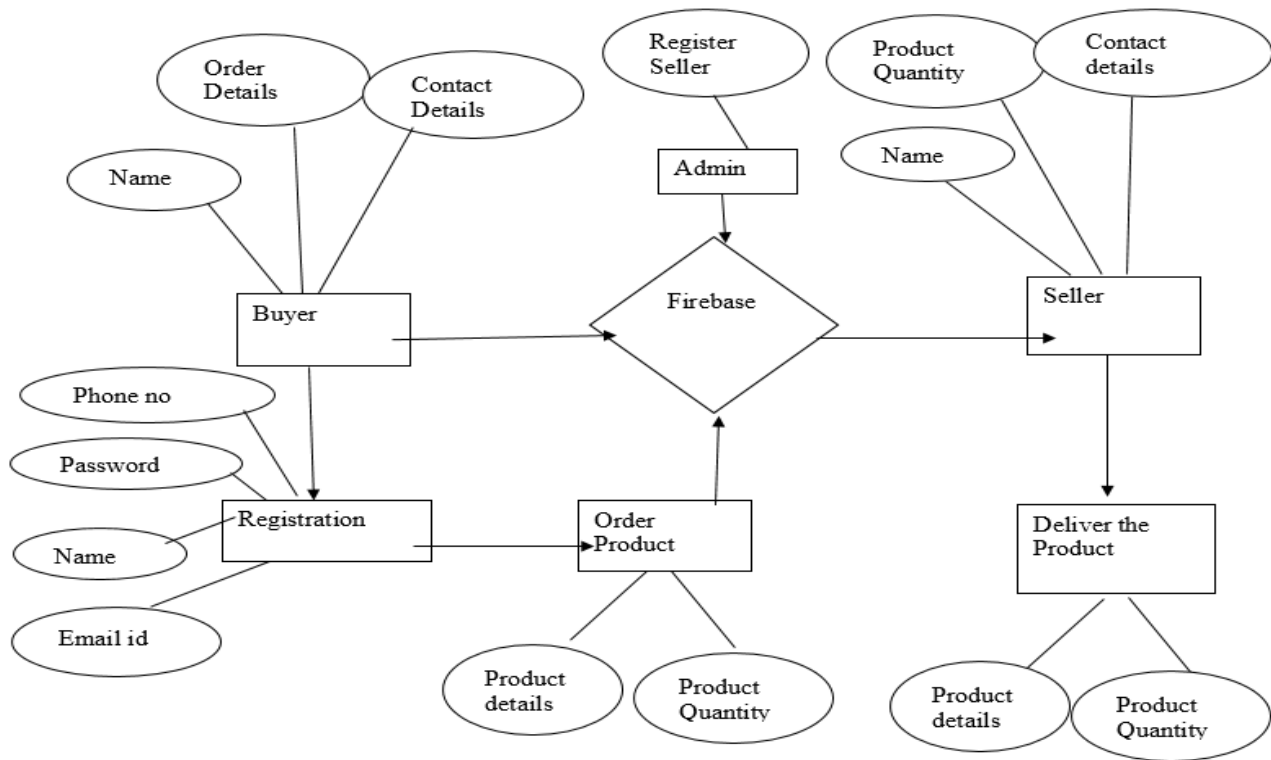 Order
Details
Contact
Details
Name
Register
Seller
Product
Quantity
Contact
details
Name
Admin
Buyer
Firebase
Seller
Phone no
Password
Registration
Name
Email id
Order
Product
Deliver the
Product
Product
details
Product
Quantity
Product
details
Product
Quantity